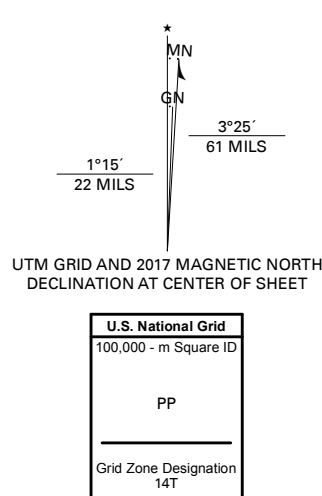 ★
MN
GN
3°25´
61 MILS
1°15´
22 MILS
UTM GRID AND 2017 MAGNETIC NORTH
DECLINATION AT CENTER OF SHEET
U.S. National Grid
100,000 - m Square ID
PP
Grid Zone Designation
14T